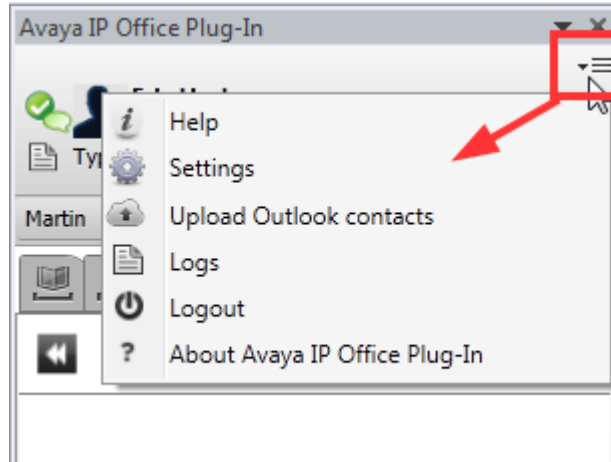 Avaya IP Office Plug-In
Help
Settings
Upload Outlook contacts
Martin
Logs
Logout
About Avaya IP Office Plug-In